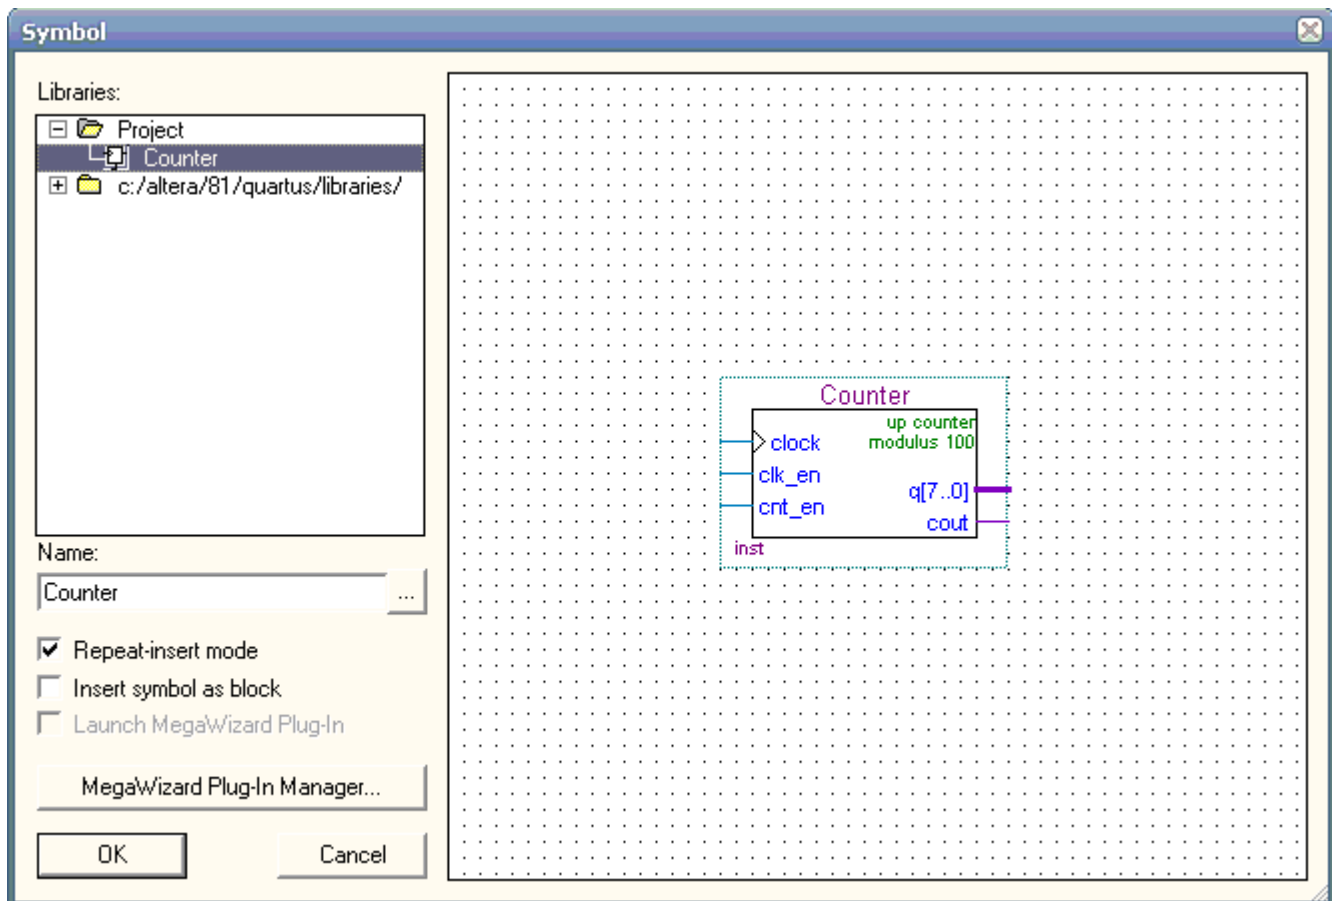 Symbol
Libraries:
Project
Counter
c:/altera/81/quartus/libraries/
Name:
Counter
...
Repeat-insert mode
Insert symbol as block
Launch MegaWizard Plug-In
MegaWizard Plug-In Manager...
OK
Cancel
Counter
up counter
modulus 100
clock
clk_en
cnt_en
q[7..0]
cout
inst